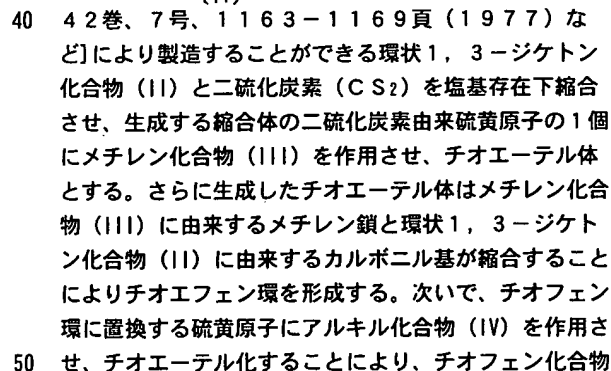 40 42巻、7号、1163－1169頁（1977）な
ど]により製造することができる環状1，3－ジケトン
化合物（II）と二硫化炭素（CS2）を塩基存在下縮合
させ、生成する縮合体の二硫化炭素由来硫黄原子の1個
にメチレン化合物（III）を作用させ、チオエーテル体
とする。さらに生成したチオエーテル体はメチレン化合
物（III）に由来するメチレン鎖と環状1，3－ジケト
ン化合物（II）に由来するカルボニル基が縮合すること
によりチオエフェン環を形成する。次いで、チオフェン
環に置換する硫黄原子にアルキル化合物（IV）を作用さ
50 せ、チオエーテル化することにより、チオフェン化合物